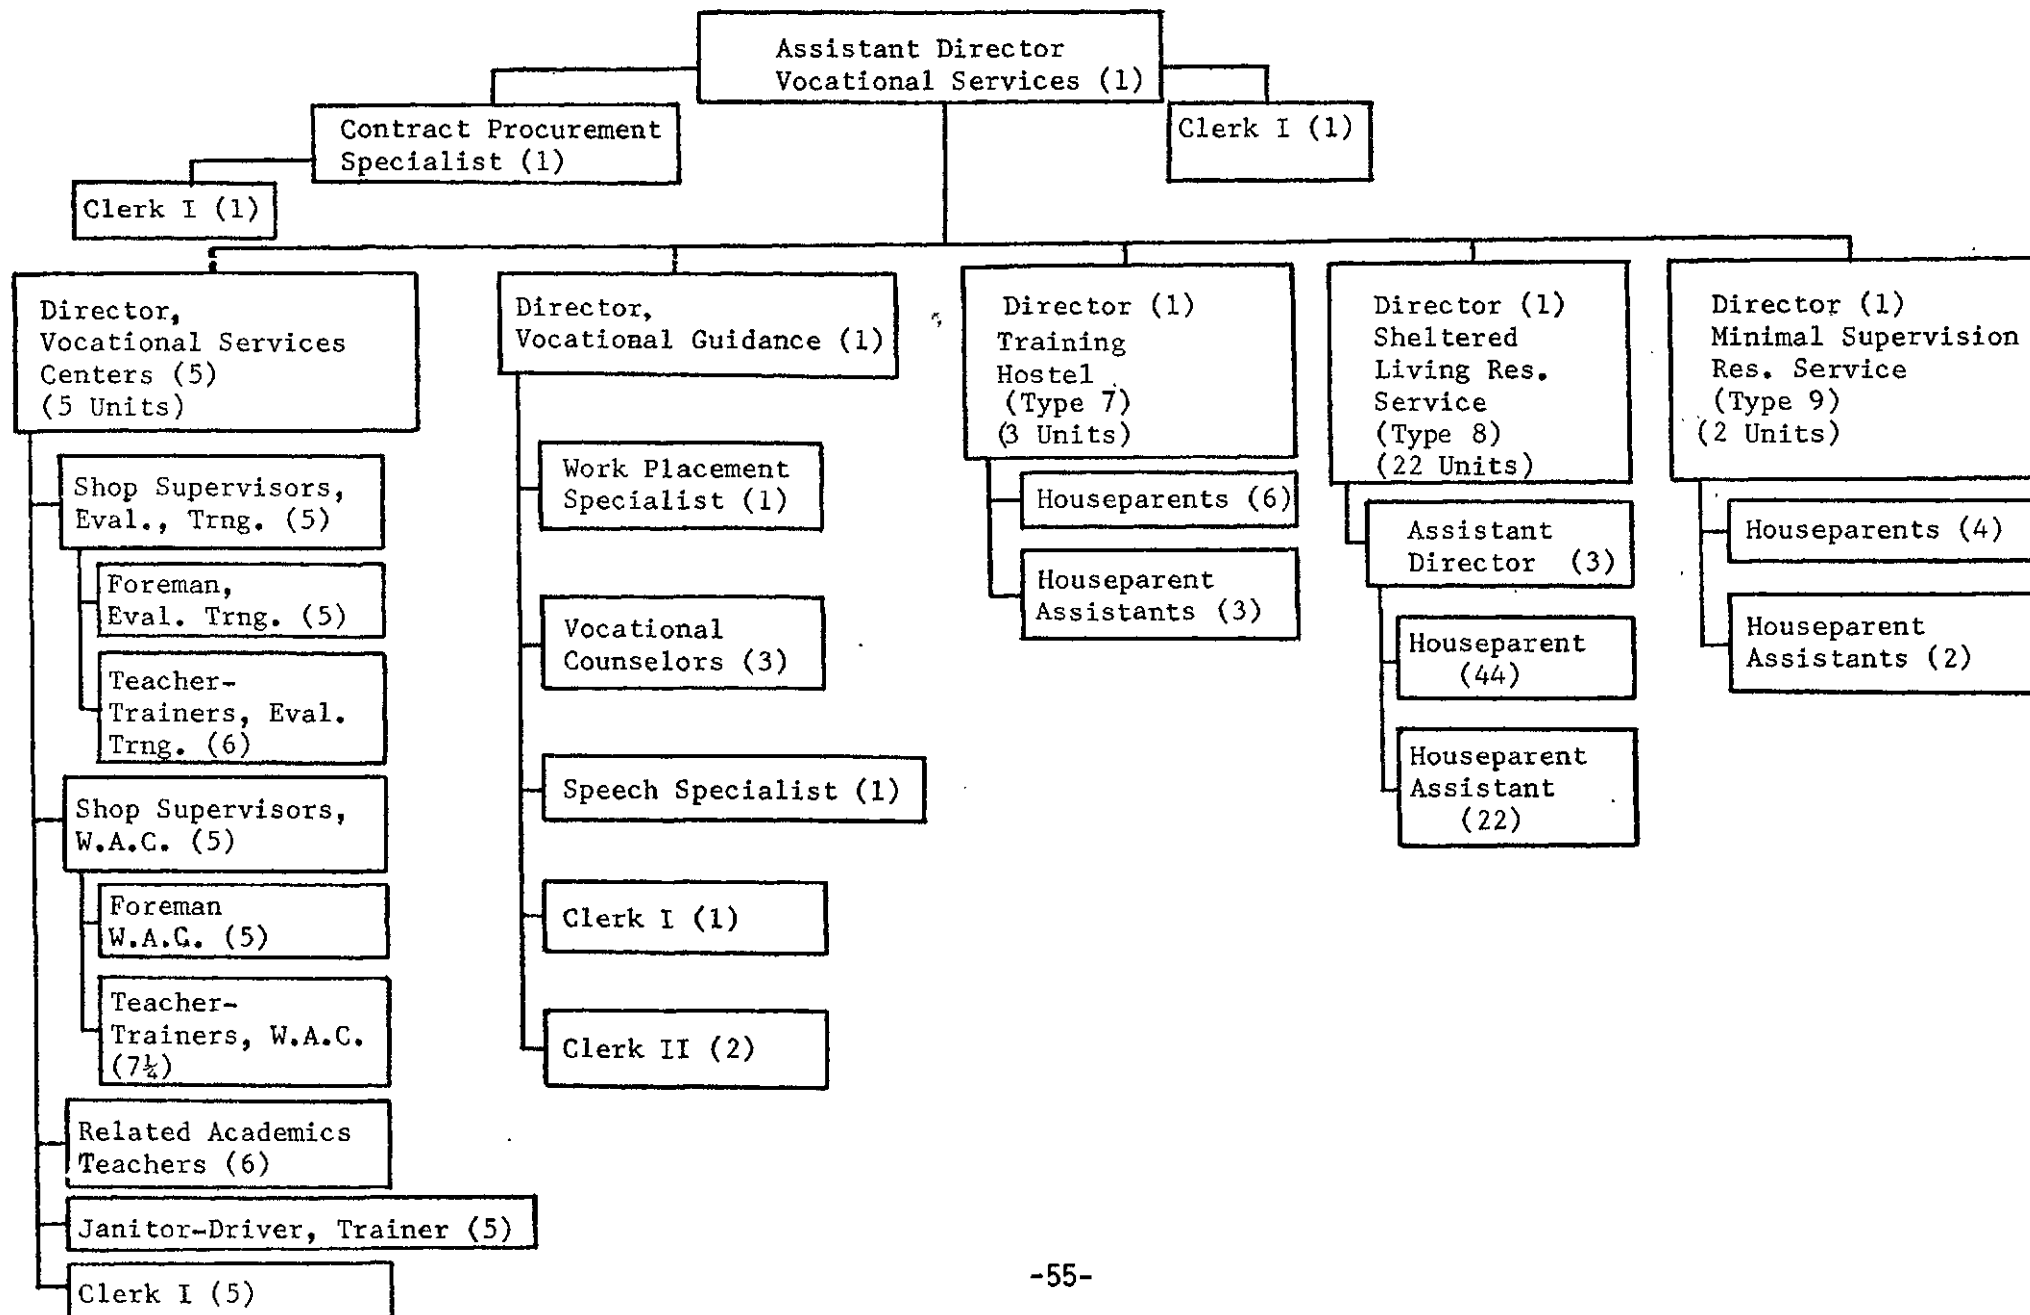 Assistant Director
Vocational Services (1)
Contract Procurement
Specialist (1)
Clerk I (1)
Clerk I (1)
Director,
Vocational Services
Centers (5)
(5 Units)
Shop Supervisors,
Eval., Trng. (5)
Foreman,
Eval. Trng. (5)
Teacher-
Trainers, Eval.
Trng. (6)
Shop Supervisors,
W.A.C. (5)
Foreman
W.A.C. (5)
Teacher-
Trainers, W.A.C.
(7¼)
Related Academics
Teachers (6)
Janitor-Driver, Trainer (5)
Clerk I (5)
Director,
Vocational Guidance (1)
Work Placement
Specialist (1)
Vocational
Counselors (3)
Speech Specialist (1)
Clerk I (1)
Clerk II (2)
Director (1)
Training
Hostel
(Type 7)
(3 Units)
Houseparents (6)
Houseparent
Assistants (3)
Director (1)
Sheltered
Living Res.
Service
(Type 8)
(22 Units)
Assistant
Director (3)
Houseparent
(44)
Houseparent
Assistant
(22)
Director (1)
Minimal Supervision
Res. Service
(Type 9)
(2 Units)
Houseparents (4)
Houseparent
Assistants (2)
-55-